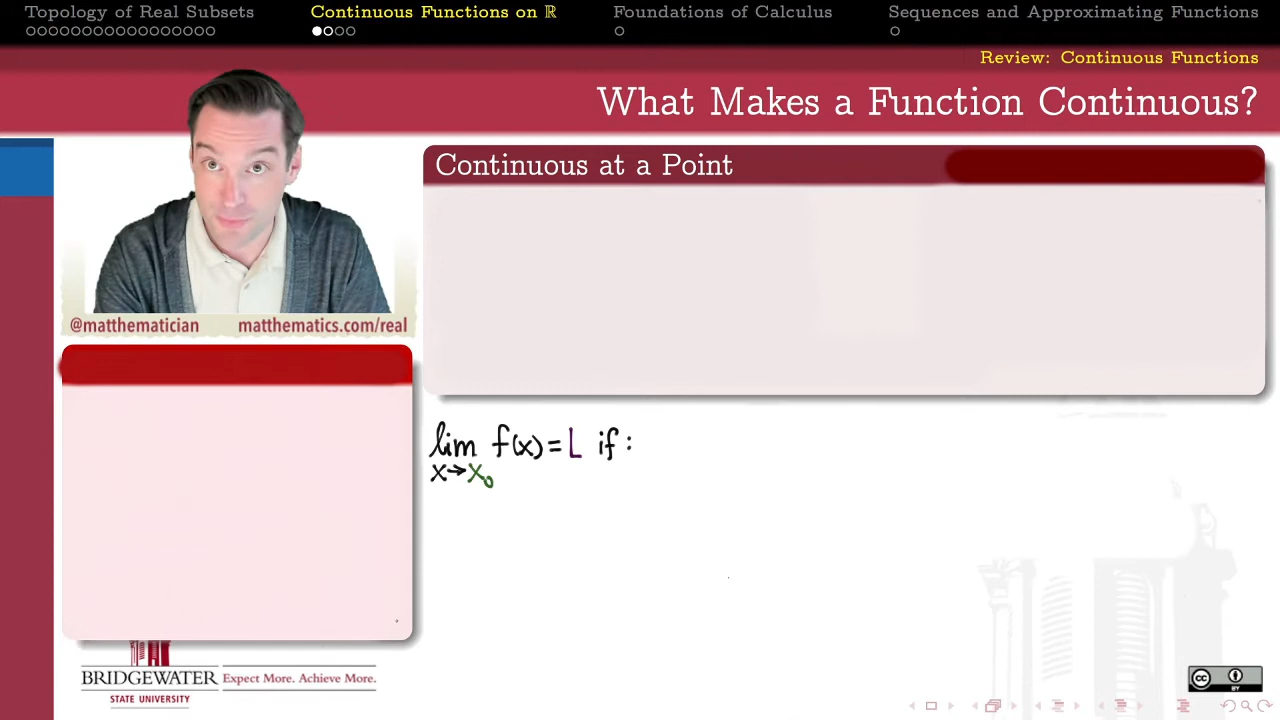 Topology of Real Subsets
Continuous Functions on ℝ
Foundations of Calculus
Sequences and Approximating Functions
Review: Continuous Functions
What Makes a Function Continuous?
Continuous at a Point
@matthematician matthematics.com/real
lim f(x)=L if:
x→x₀
BRIDGEWATER
STATE UNIVERSITY
Expect More. Achieve More.
CC BY